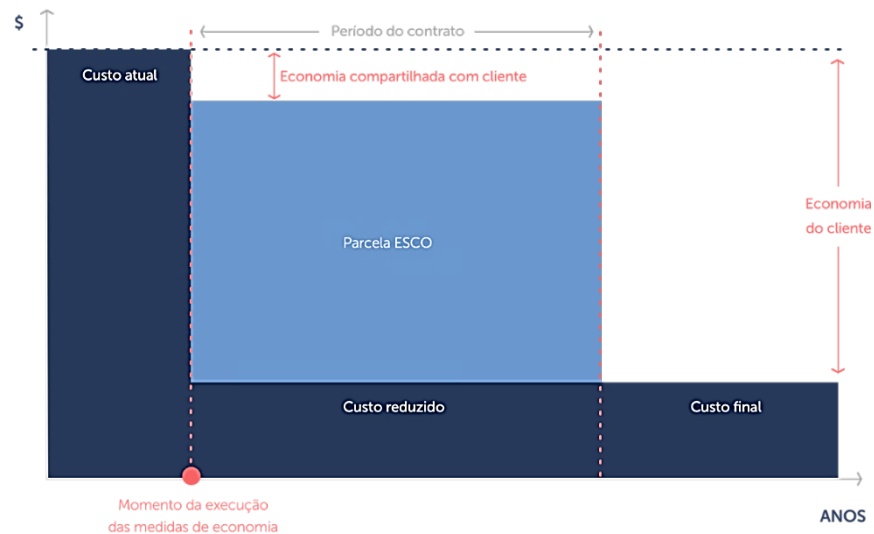 $
Período do contrato
Custo atual
Economia compartilhada com cliente
Economia
do cliente
Parcela ESCO
Custo reduzido
Custo final
Momento da execução
das medidas de economia
ANOS